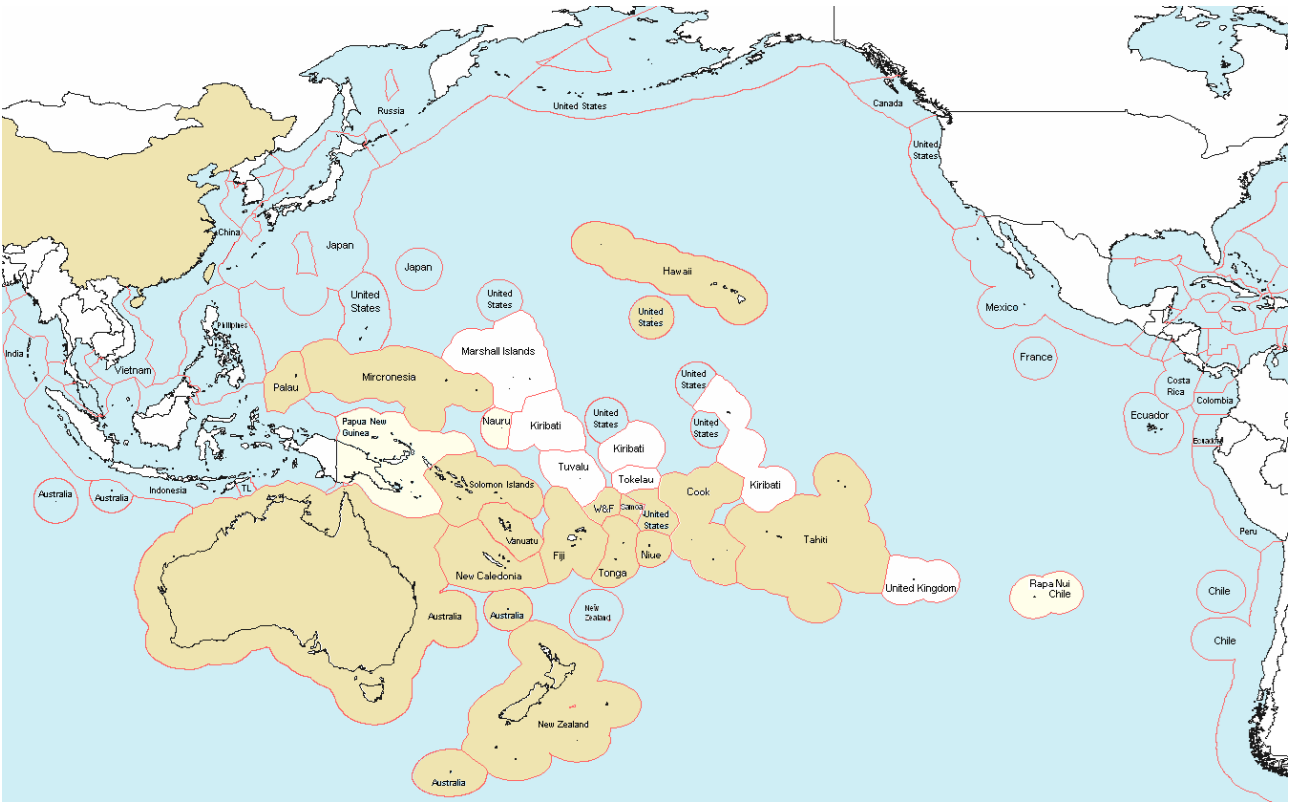 Russia
United States
Canada
United
States
China
Japan
Japan
Hawaii
United
States
United
States
United
States
Mexico
Philipines
India
Vietnam
Marshall Islands
France
Palau
Mircronesia
United
States
Costa
Rica
Colombia
Ecuador
Ecuador
Papua New
Guinea
Nauru
Kiribati
United
States
United
States
Kiribati
Tuvalu
Tokelau
Kiribati
Australia
Australia
Indonesia
TL
Solomon Islands
Cook
W&F
Samoa
United
States
Vanuatu
Fiji
Niue
Tonga
Tahiti
Peru
New Caledonia
United Kingdom
Rapa Nui
Chile
Chile
Australia
Australia
New
Zealand
Chile
New Zealand
Australia